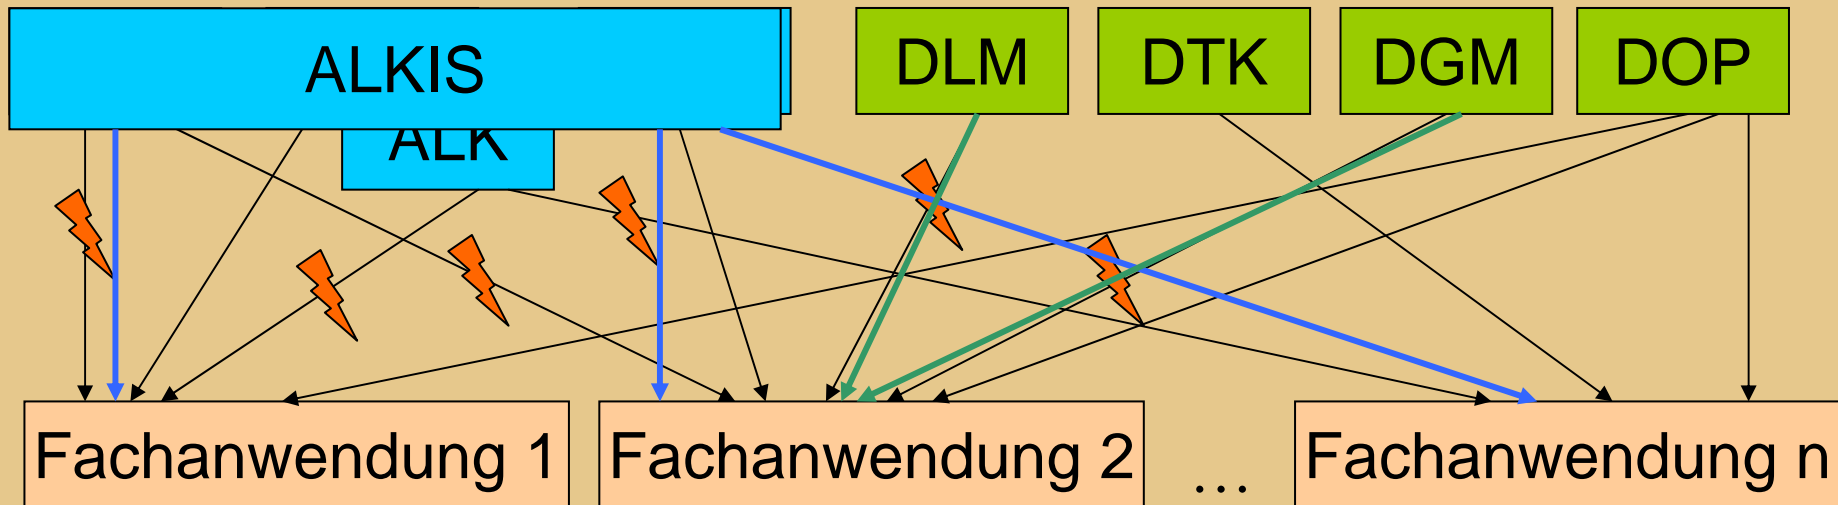 ALKIS
DLM
DTK
DGM
DOP
ALK
Fachanwendung 1
Fachanwendung 2
...
Fachanwendung n